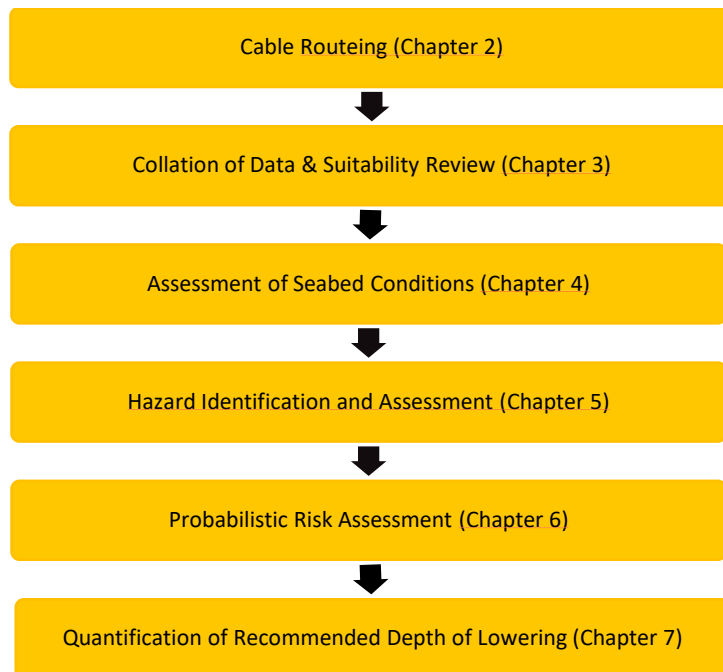 Cable Routeing (Chapter 2)
Collation of Data & Suitability Review (Chapter 3)
Assessment of Seabed Conditions (Chapter 4)
Hazard Identification and Assessment (Chapter 5)
Probabilistic Risk Assessment (Chapter 6)
Quantification of Recommended Depth of Lowering (Chapter 7)